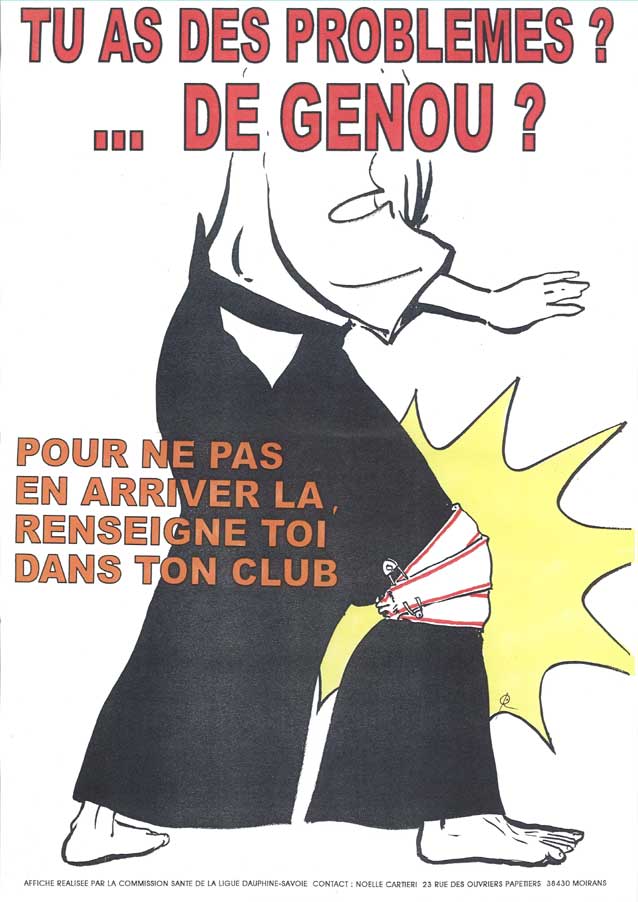 TU AS DES PROBLEMES ?
... DE GENOU ?
POUR NE PAS
EN ARRIVER LA,
RENSEIGNE TOI
DANS TON CLUB
AFFICHE REALISEE PAR LA COMMISSION SANTE DE LA LIGUE DAUPHINE-SAVOIE CONTACT : NOELLE CARTIERI 23 RUE DES OUVRIERS PAPETIERS 38430 MOIRANS